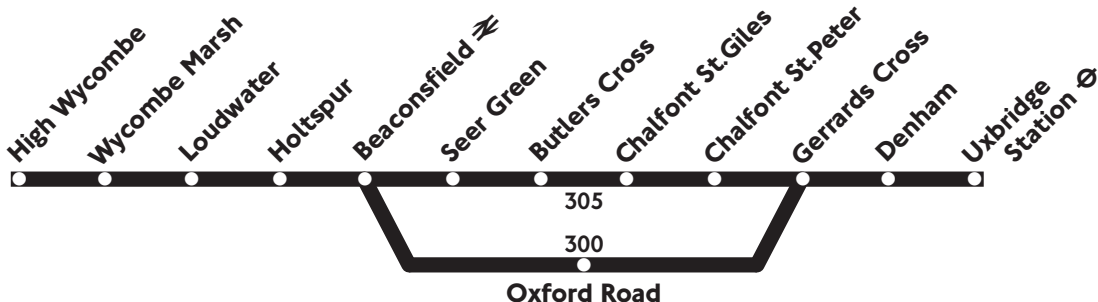 High Wycombe
Wycombe Marsh
Loudwater
Holtspur
Beaconsfield
Seer Green
Butlers Cross
Chalfont St.Giles
Chalfont St.Peter
Gerrards Cross
Denham
Uxbridge
Station
305
300
Oxford Road